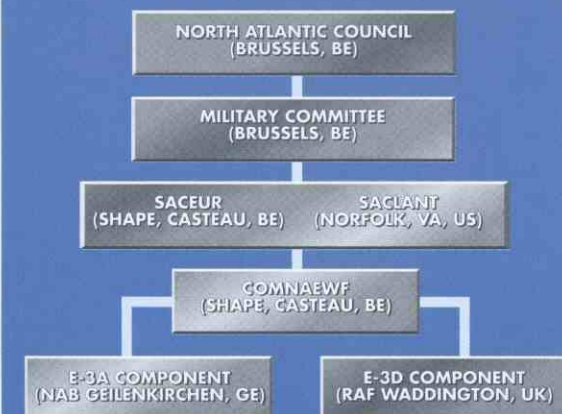 NORTH ATLANTIC COUNCIL
(BRUSSELS, BE)
MILITARY COMMITTEE
(BRUSSELS, BE)
SACEUR
(SHAPE, CASTEAU, BE)
SACLANT
(NORFOLK, VA, US)
COMNAEWF
(SHAPE, CASTEAU, BE)
E-3A COMPONENT
(NAB GEILENKIRCHEN, GE)
E-3D COMPONENT
(RAF WADDINGTON, UK)